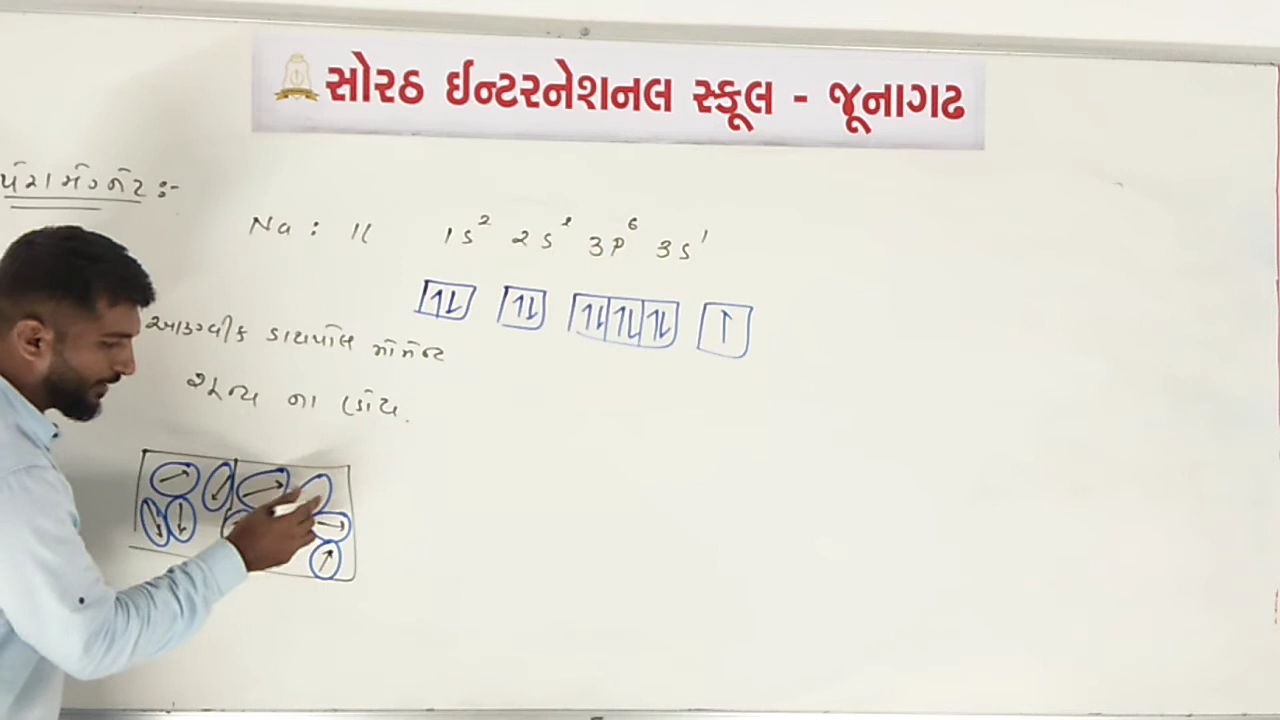 સોરઠ ઈન્ટરનેશનલ સ્કૂલ - જૂનાગઢ
પેરામેગ્નેટ :-
Na : 11 1s² 2s² 3p⁶ 3s¹
આણ્વીક ડાયપોલ મોમેન્ટ
શૂન્ય ના હોય.